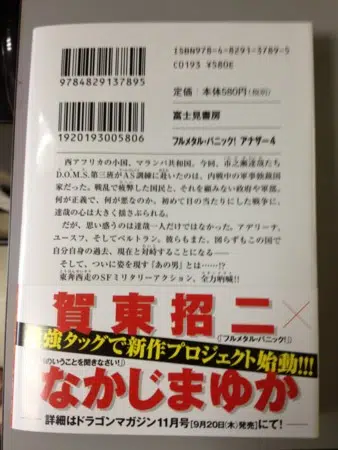 ISBN978-4-8291-3789-5
C0193 ¥580E
9784829137895
定価：本体580円(税別)
1920193005806
富士見書房
フルメタル・パニック! アナザー4
西アフリカの小国、マランバ共和国。今回、市之瀬達哉たち
D.O.M.S.第三班がAS訓練に赴いたのは、内戦中の軍事独裁国
家だった。戦乱で疲弊した国民と、それを顧みない政府や軍部。
何が正義で、何が悪なのか。初めて目の当たりにした戦争に、
達哉の心は大きく揺さぶられる。
だが、思い惑うのは達哉一人だけではなかった。アデリーナ、
ユースフ、そしてベルトラン。彼らもまた、図らずもこの国で
自分自身の過去、現在と対峙することになる――
そして、ついに姿を現す「あの男」とは……!?
東奔西走のSFミリタリーアクション、全力吶喊!!
賀東招二×
(『フルメタル・パニック!』)
強タッグで新作プロジェクト始動!!!
のいうことを聞きなさい!』)
なかじまゆか
詳細はドラゴンマガジン11月号[9月20日(木)発売]にて!